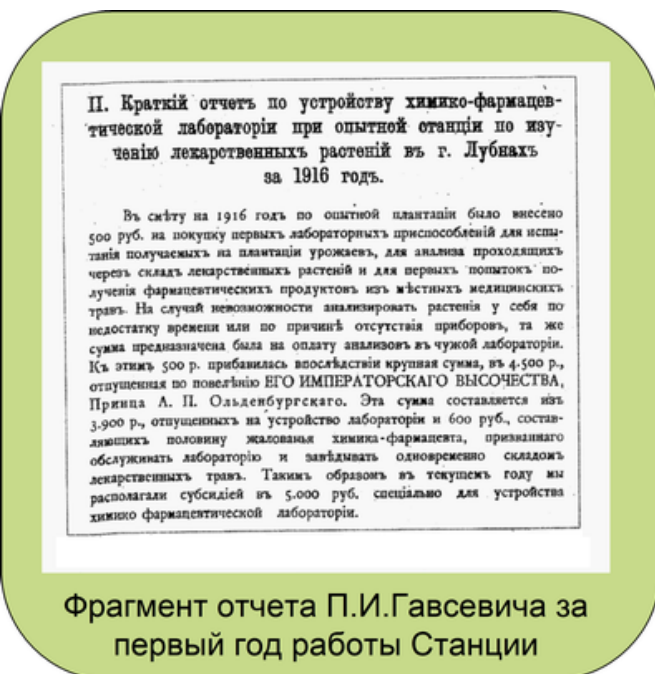 II. Краткій отчетъ по устройству химико-фармацев-
тической лабораторіи при опытной станціи по изу-
ченію лекарственныхъ растеній въ г. Лубнахъ
за 1916 годъ.
Въ смѣту на 1916 годъ по опытной плантаціи было внесено
500 руб. на покупку первыхъ лабораторныхъ приспособленій для испы-
танія получаемыхъ на плантаціи урожаевъ, для анализа проходящихъ
черезъ складъ лекарственныхъ растеній и для первыхъ попытокъ по-
лученія фармацевтическихъ продуктовъ изъ мѣстныхъ медицинскихъ
травъ. На случай невозможности анализировать растенія у себя по
недостатку времени или по причинѣ отсутствія приборовъ, та же
сумма предназначена была на оплату анализовъ въ чужой лабораторіи.
Къ этимъ 500 р. прибавилась впослѣдствіи крупная сумма, въ 4.500 р.,
отпущенная по повелѣнію ЕГО ИМПЕРАТОРСКАГО ВЫСОЧЕСТВА,
Принца А. П. Ольденбургскаго. Эта сумма составляется изъ
3.900 р., отпущенныхъ на устройство лабораторіи и 600 руб., состав-
ляющихъ половину жалованья химика-фармацевта, призваннаго
обслуживать лабораторію и завѣдывать одновременно складомъ
лекарственныхъ травъ. Такимъ образомъ въ текущемъ году мы
располагали субсидіей въ 5.000 руб. спеціально для устройства
химико фармацевтической лабораторіи.
Фрагмент отчета П.И.Гавсевича за
первый год работы Станции